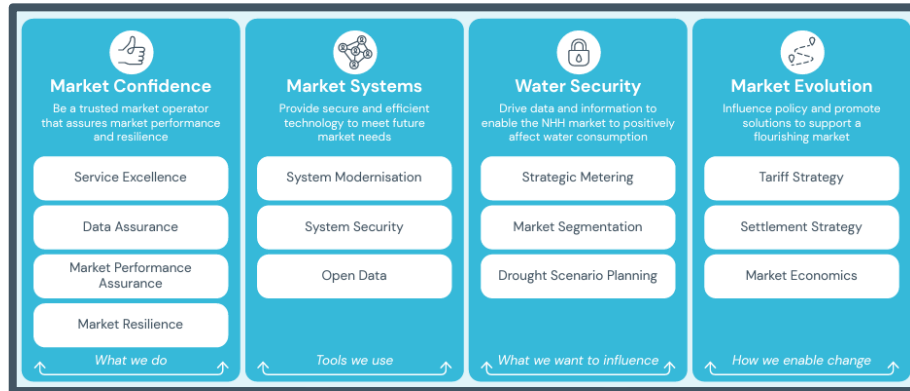 Market Confidence
Be a trusted market operator
that assures market performance
and resilience
Service Excellence
Data Assurance
Market Performance
Assurance
Market Resilience
What we do
Market Systems
Provide secure and efficient
technology to meet future
market needs
System Modernisation
System Security
Open Data
Tools we use
Water Security
Drive data and information to
enable the NHH market to positively
affect water consumption
Strategic Metering
Market Segmentation
Drought Scenario Planning
What we want to influence
Market Evolution
Influence policy and promote
solutions to support a
flourishing market
Tariff Strategy
Settlement Strategy
Market Economics
How we enable change